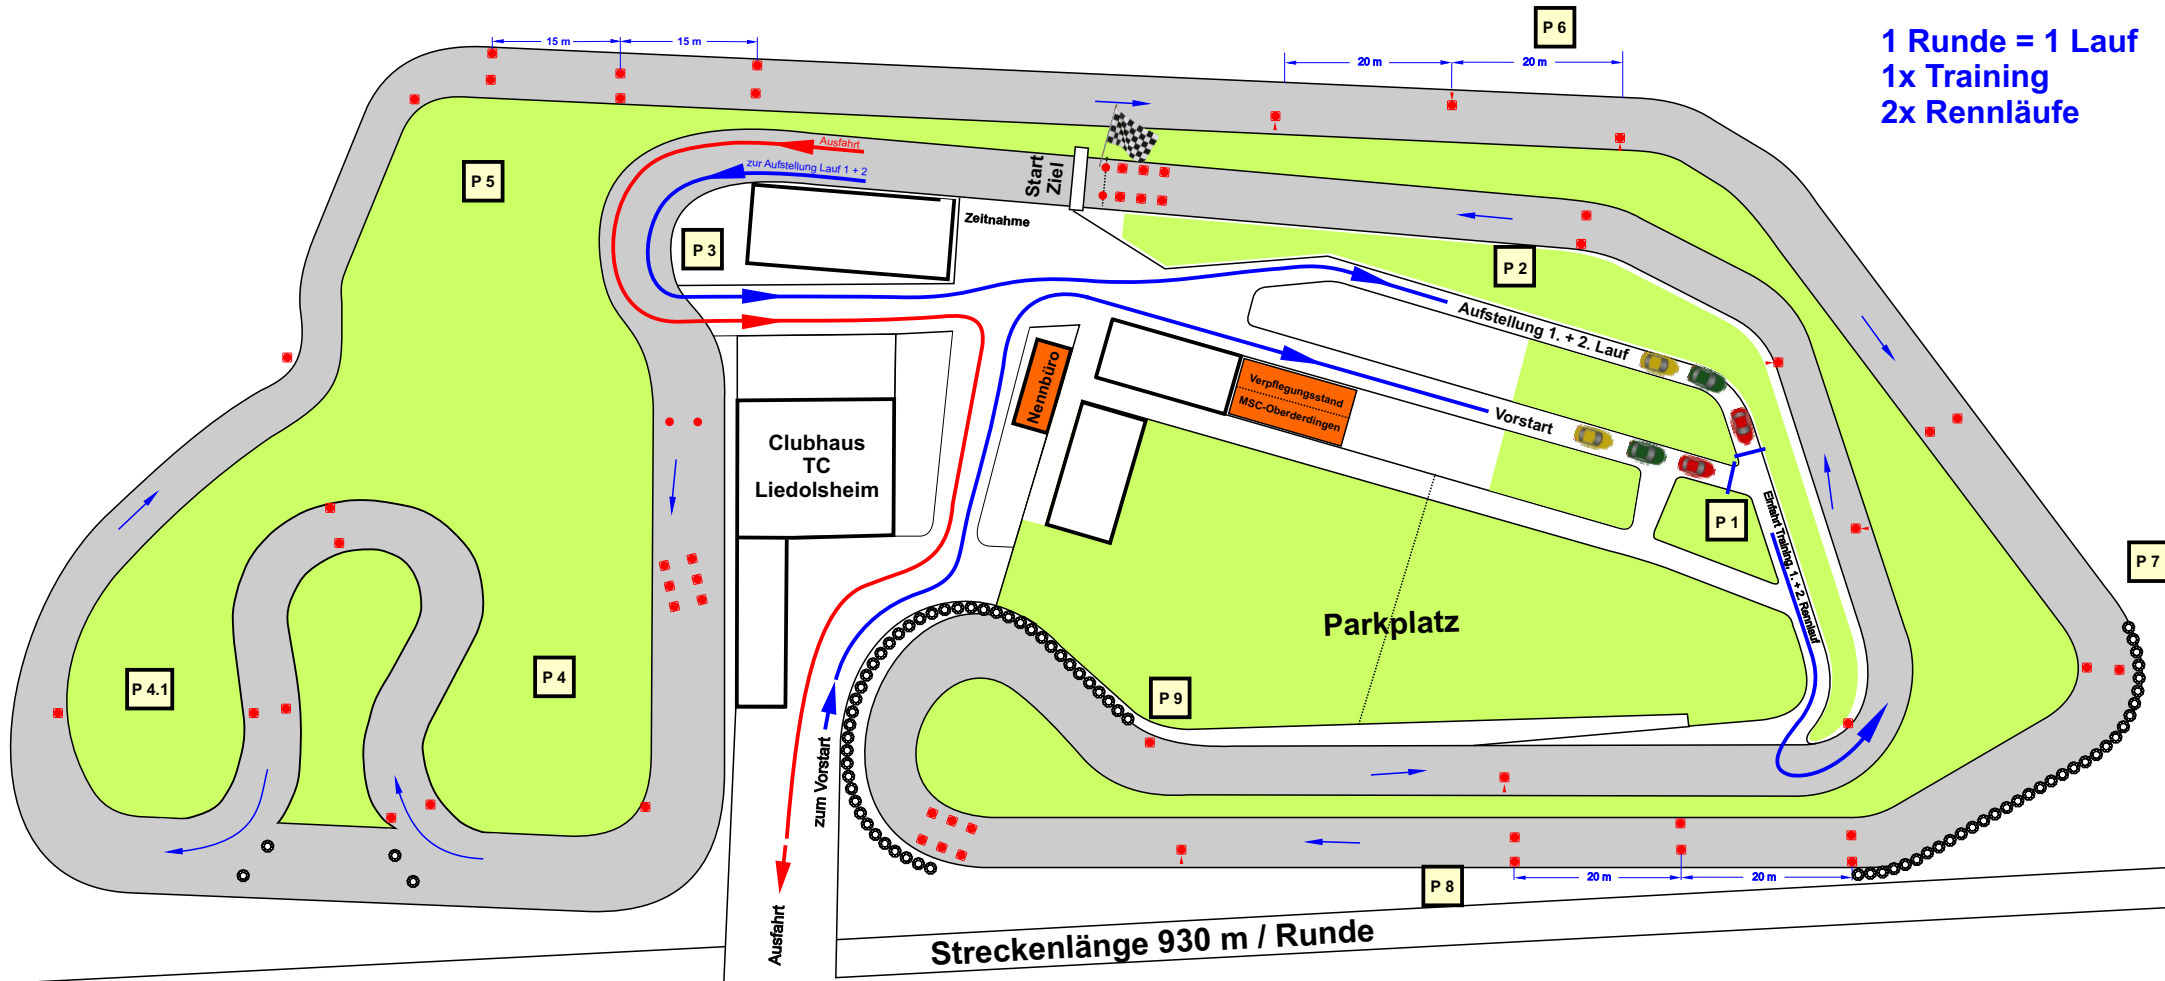 P 6
1 Runde = 1 Lauf
1x Training
2x Rennläufe
15 m
15 m
20 m
20 m
Ausfahrt
zur Aufstellung Lauf 1 + 2
Start
Ziel
P 5
P 3
Zeitnahme
P 2
Aufstellung 1. + 2. Lauf
Nennbüro
Verpflegungsstand
MSC-Oberderdingen
Vorstart
Clubhaus
TC
Liedolsheim
P 1
Einfahrt Training, 1. + 2. Rennlauf
P 7
Parkplatz
P 4.1
P 4
P 9
zum Vorstart
P 8
20 m
20 m
Ausfahrt
Streckenlänge 930 m / Runde